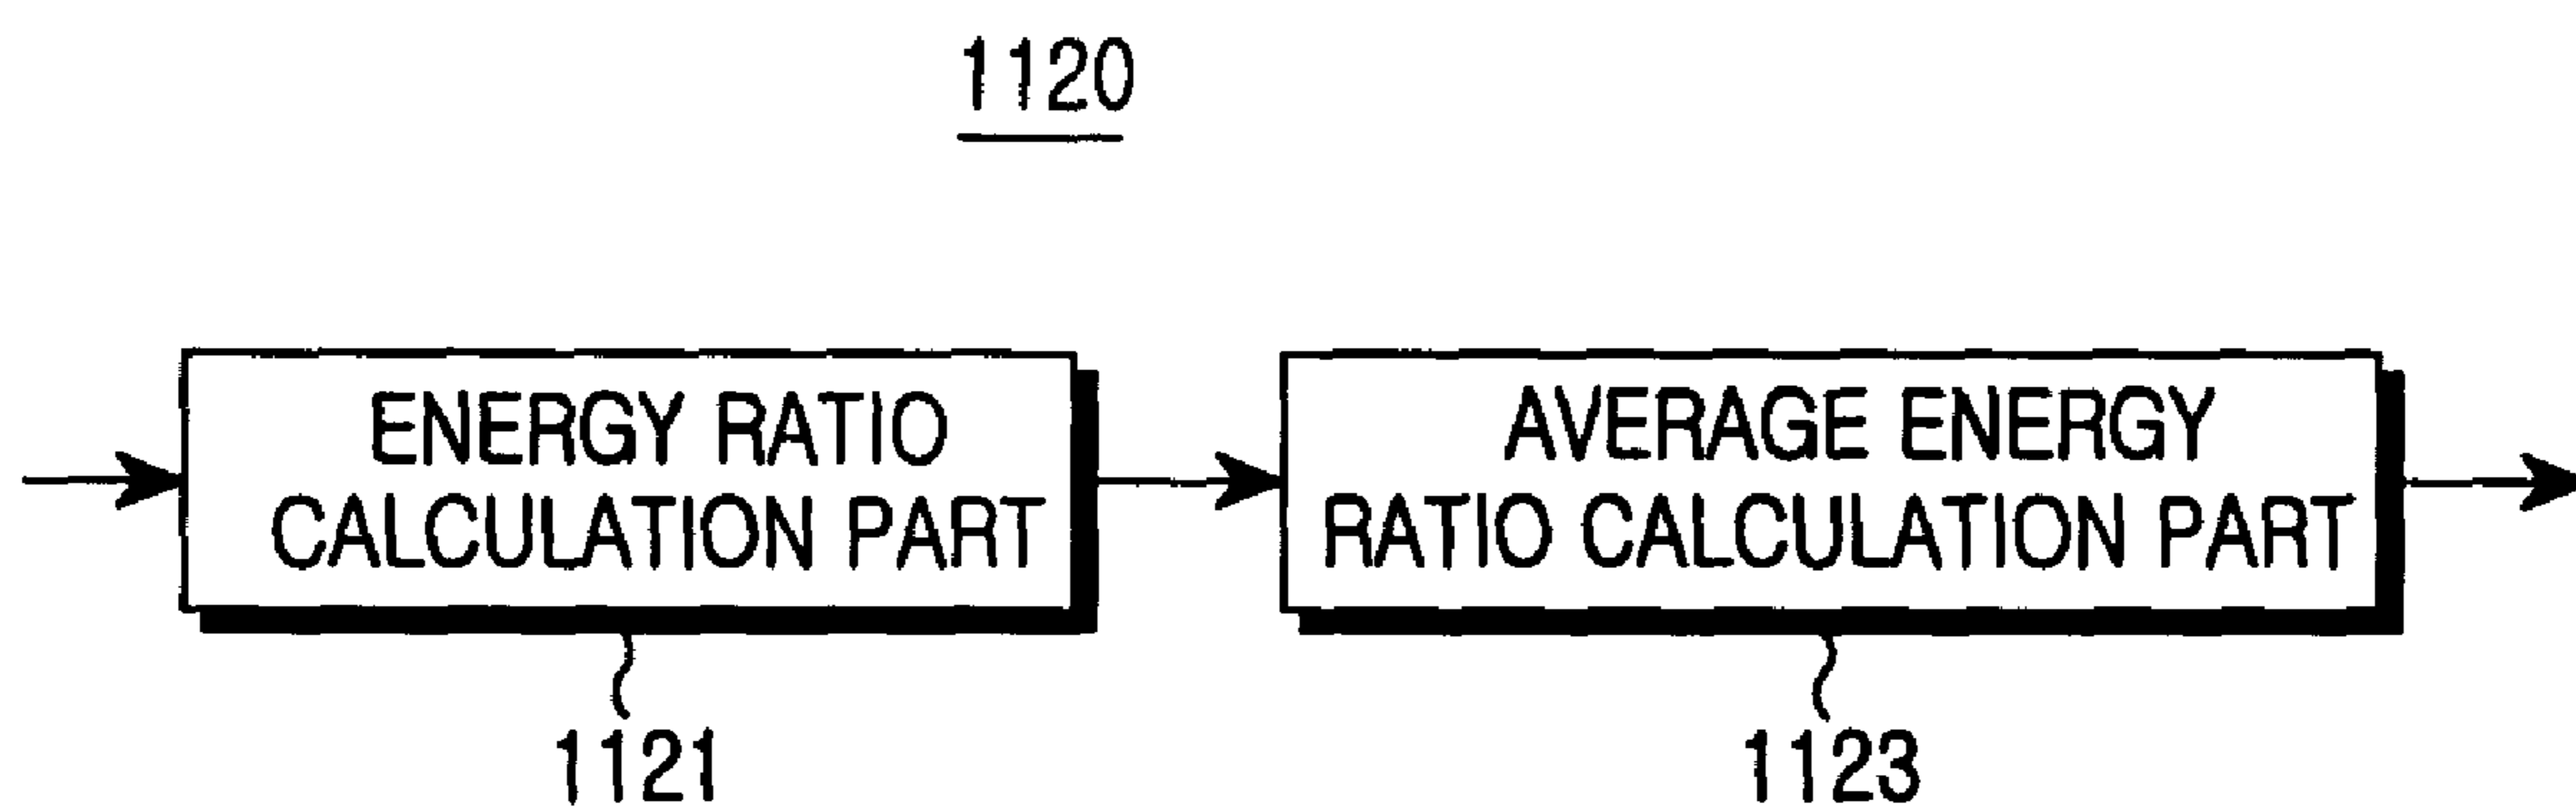 1120
ENERGY RATIO
CALCULATION PART
AVERAGE ENERGY
RATIO CALCULATION PART
1121
1123